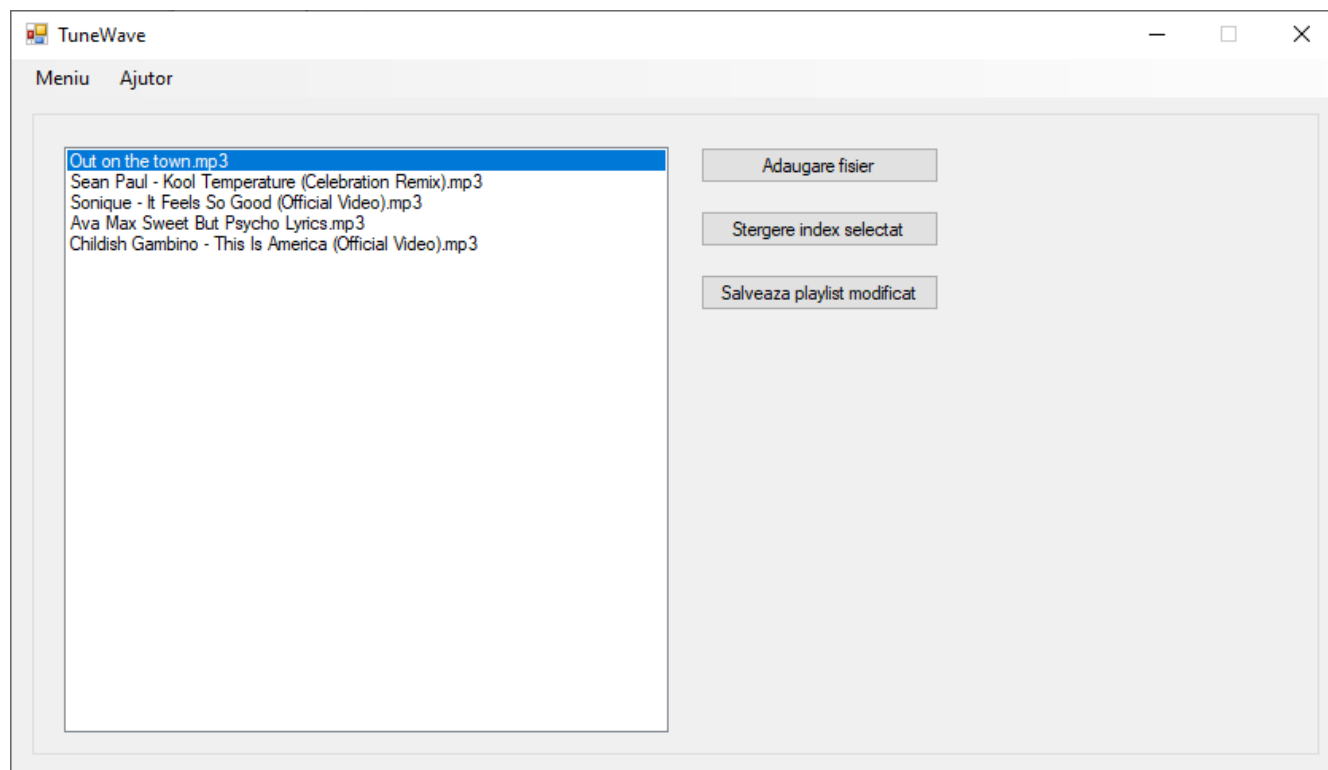 TuneWave
Meniu Ajutor
Out on the town.mp3
Sean Paul - Kool Temperature (Celebration Remix).mp3
Sonique - It Feels So Good (Official Video).mp3
Ava Max Sweet But Psycho Lyrics.mp3
Childish Gambino - This Is America (Official Video).mp3
Adaugare fisier
Stergere index selectat
Salveaza playlist modificat